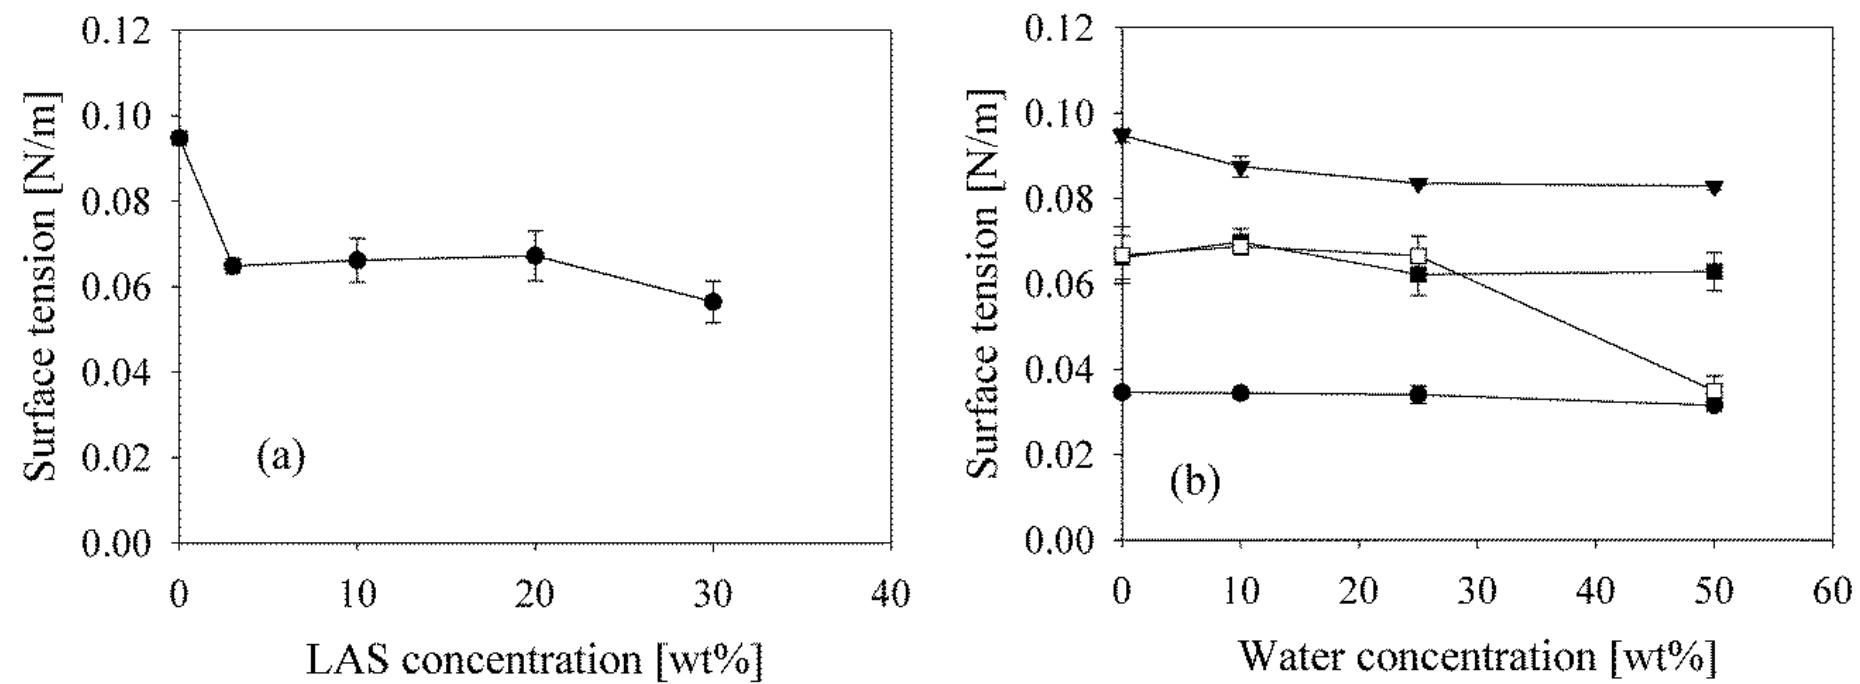 0.12
0.10
0.08
0.06
0.04
0.02
0.00
Surface tension [N/m]
(a)
0 10 20 30 40
LAS concentration [wt%]
0.12
0.10
0.08
0.06
0.04
0.02
0.00
Surface tension [N/m]
(b)
0 10 20 30 40 50 60
Water concentration [wt%]